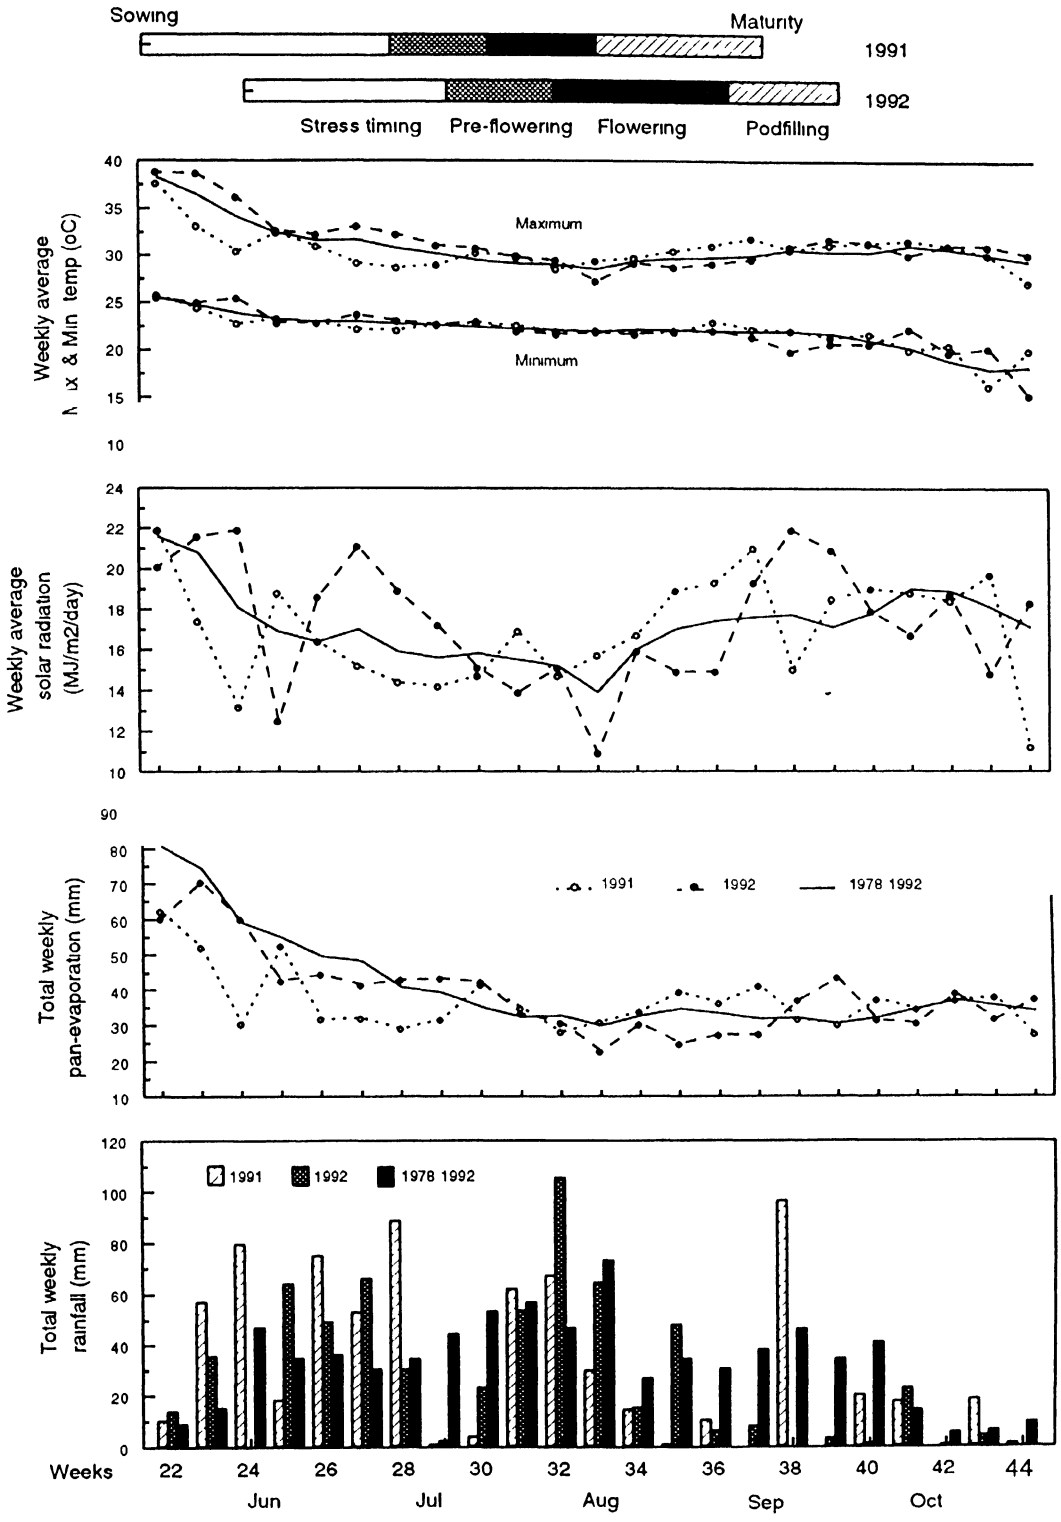 Sowing
Maturity
1991
1992
Stress timing Pre-flowering Flowering Podfilling
Weekly average
& Min temp (oC)
40
35
30
25
20
15
10
Maximum
Minimum
Weekly average
solar radiation
(MJ/m2/day)
24
22
20
18
16
14
12
10
Total weekly
pan-evaporation (mm)
90
80
70
60
50
40
30
20
10
1991 1992 1978 1992
Total weekly
rainfall (mm)
120
100
80
60
40
20
0
1991 1992 1978 1992
Weeks 22 24 26 28 30 32 34 36 38 40 42 44
Jun Jul Aug Sep Oct